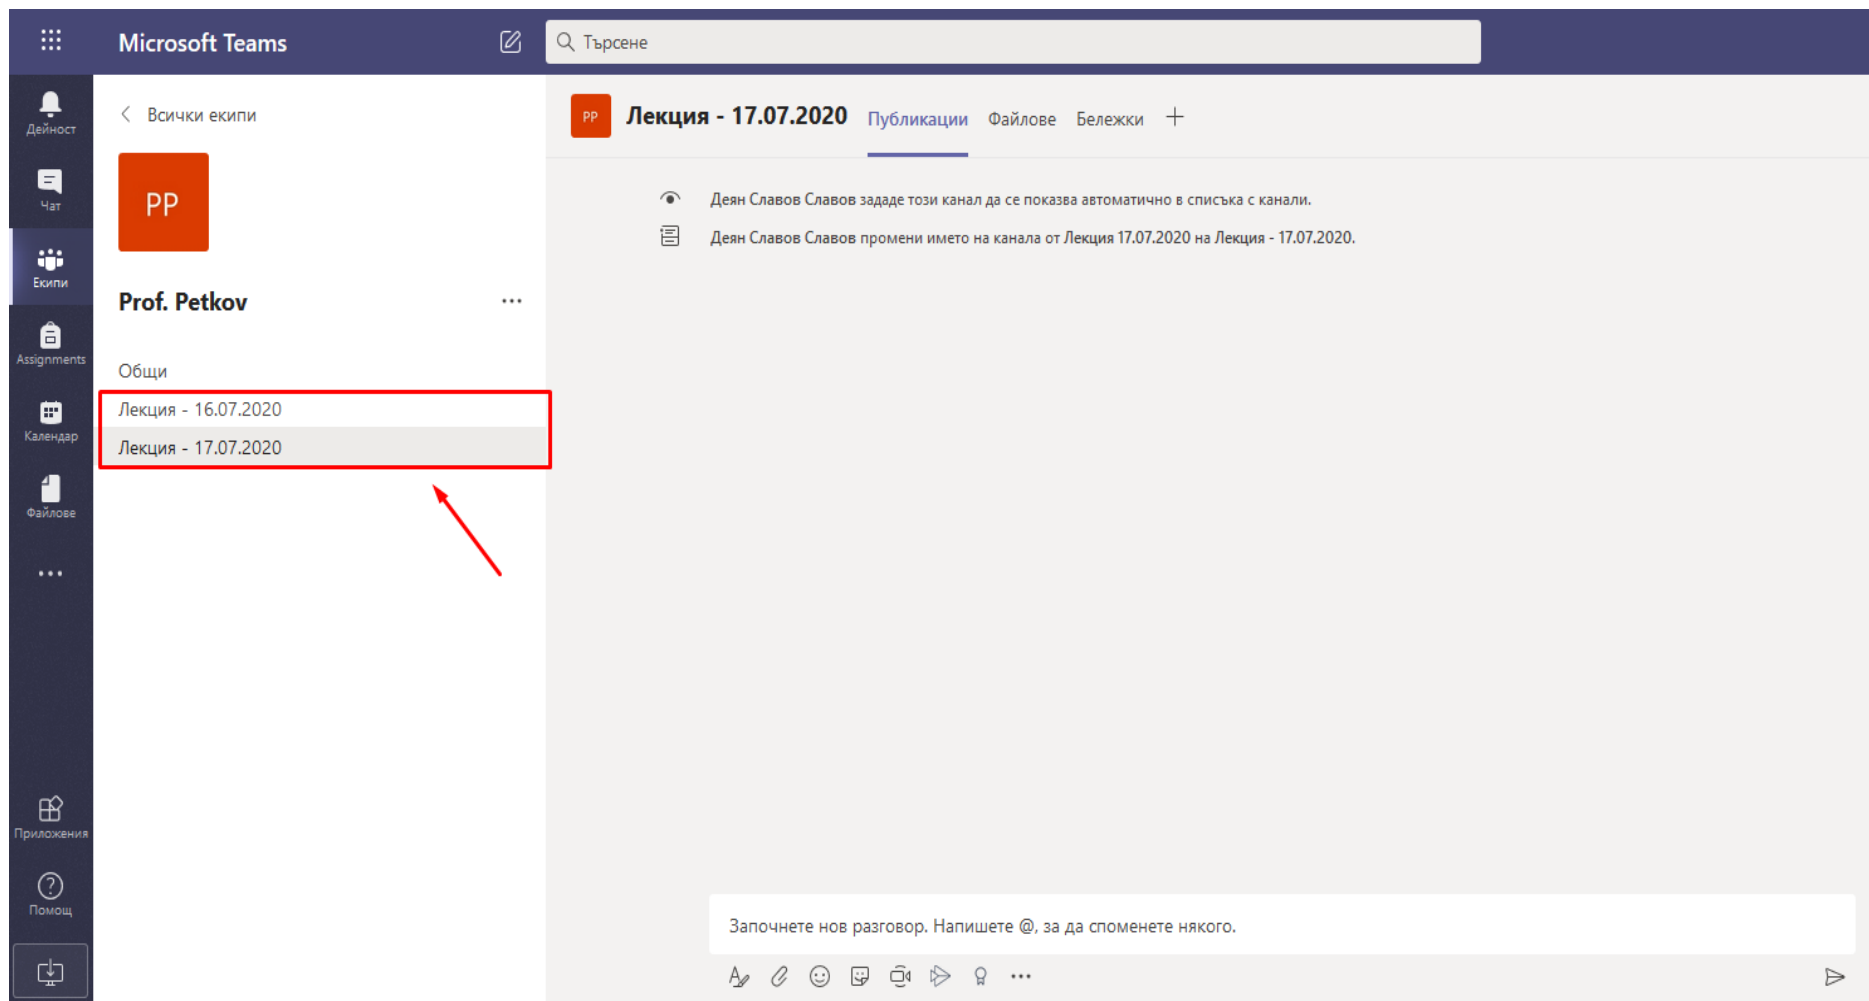 Microsoft Teams
Търсене
Дейност
Чат
Екипи
Assignments
Календар
Файлове
Приложения
Помощ
Всички екипи
PP
Prof. Petkov
Общи
Лекция - 16.07.2020
Лекция - 17.07.2020
PP Лекция - 17.07.2020 Публикации Файлове Бележки
Деян Славов Славов зададе този канал да се показва автоматично в списъка с канали.
Деян Славов Славов промени името на канала от Лекция 17.07.2020 на Лекция - 17.07.2020.
Започнете нов разговор. Напишете @, за да споменете някого.